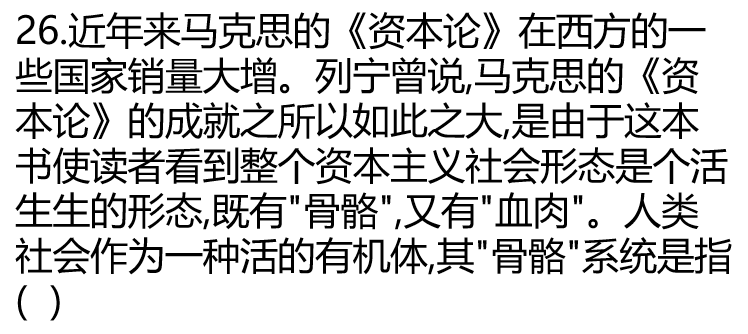 26.近年来马克思的《资本论》在西方的一
些国家销量大增。列宁曾说,马克思的《资
本论》的成就之所以如此之大,是由于这本
书使读者看到整个资本主义社会形态是个活
生生的形态,既有"骨骼",又有"血肉"。人类
社会作为一种活的有机体,其"骨骼"系统是指
( )